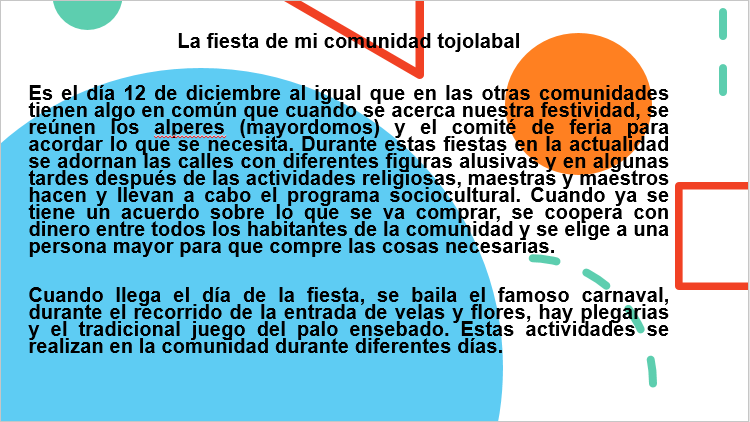 La fiesta de mi comunidad tojolabal
Es el día 12 de diciembre al igual que en las otras comunidades
tienen algo en común que cuando se acerca nuestra festividad, se
reúnen los alperes (mayordomos) y el comité de feria para
acordar lo que se necesita. Durante estas fiestas en la actualidad
se adornan las calles con diferentes figuras alusivas y en algunas
tardes después de las actividades religiosas, maestras y maestros
hacen y llevan a cabo el programa sociocultural. Cuando ya se
tiene un acuerdo sobre lo que se va comprar, se coopera con
dinero entre todos los habitantes de la comunidad y se elige a una
persona mayor para que compre las cosas necesarias.
Cuando llega el día de la fiesta, se baila el famoso carnaval,
durante el recorrido de la entrada de velas y flores, hay plegarias
y el tradicional juego del palo ensebado. Estas actividades se
realizan en la comunidad durante diferentes días.